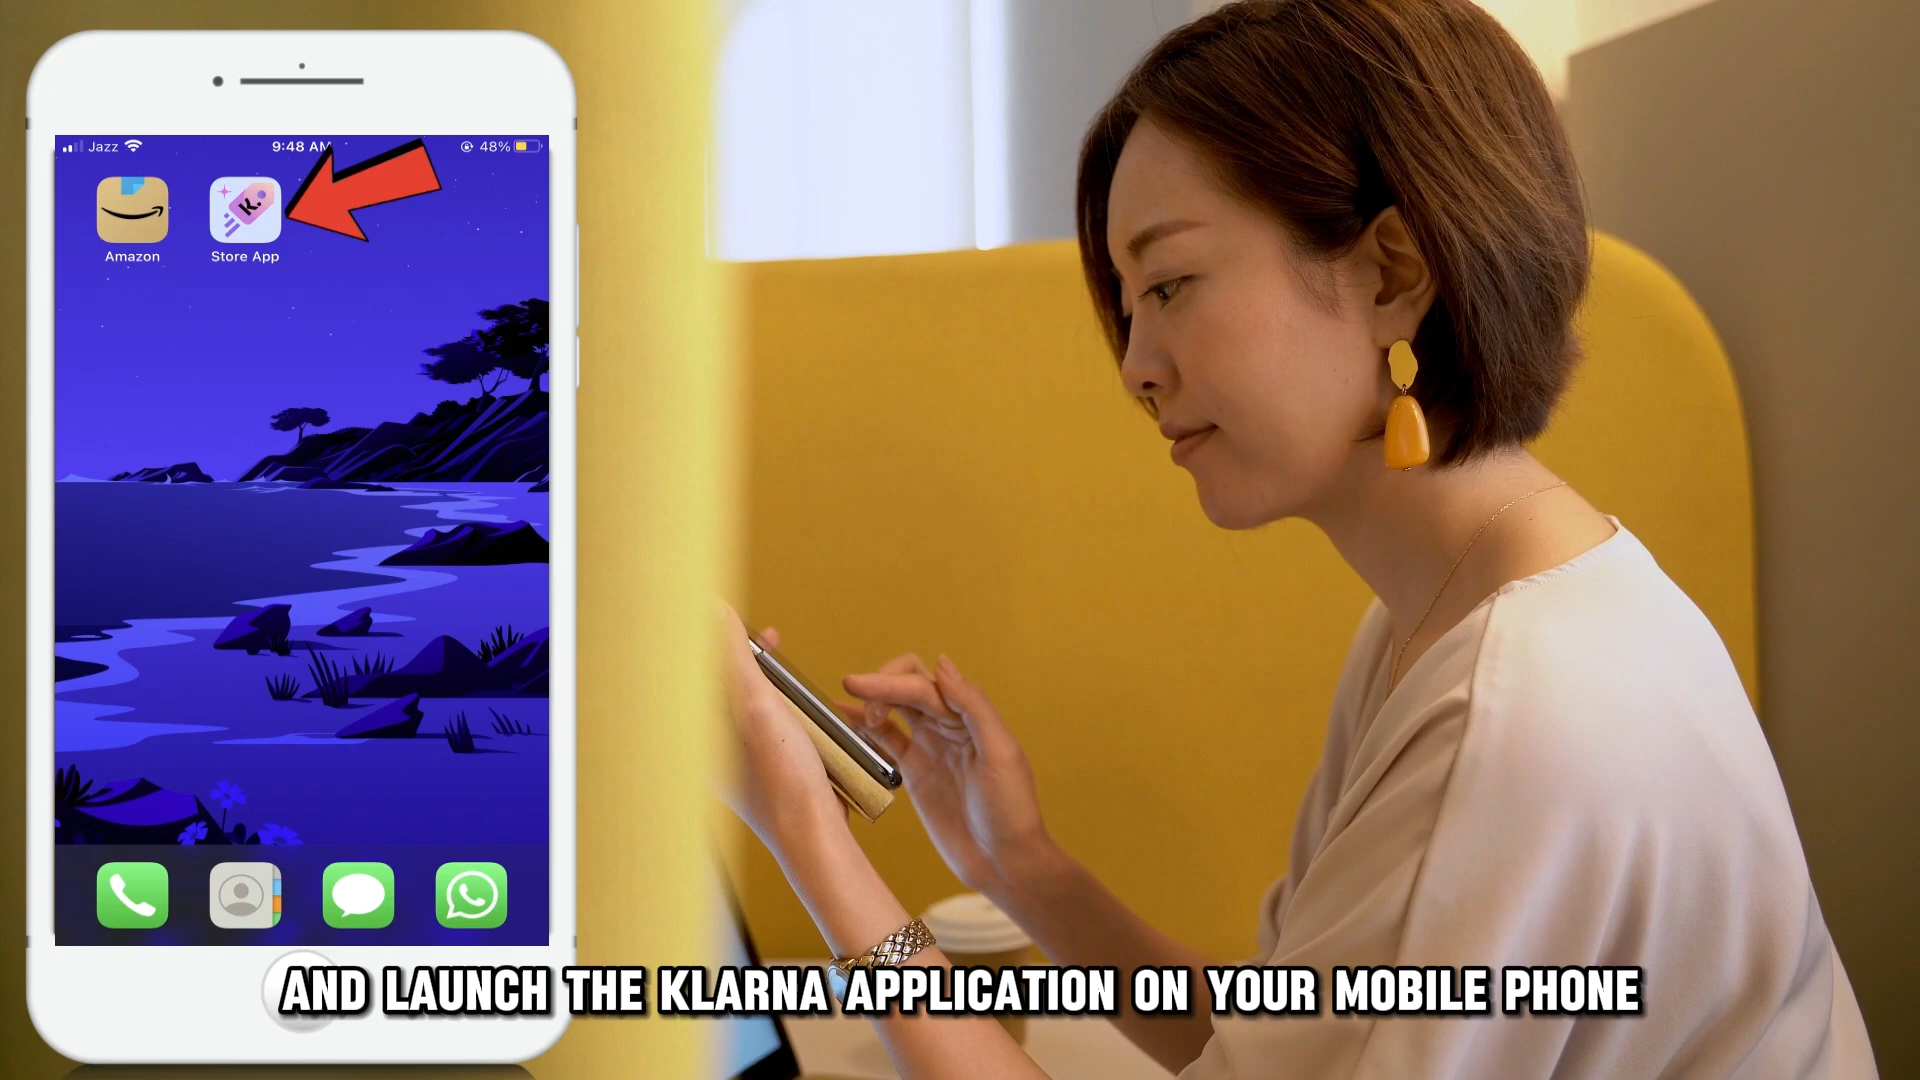 Jazz 9:48 AM 48%
K.
Amazon Store App
AND LAUNCH THE KLARNA APPLICATION ON YOUR MOBILE PHONE